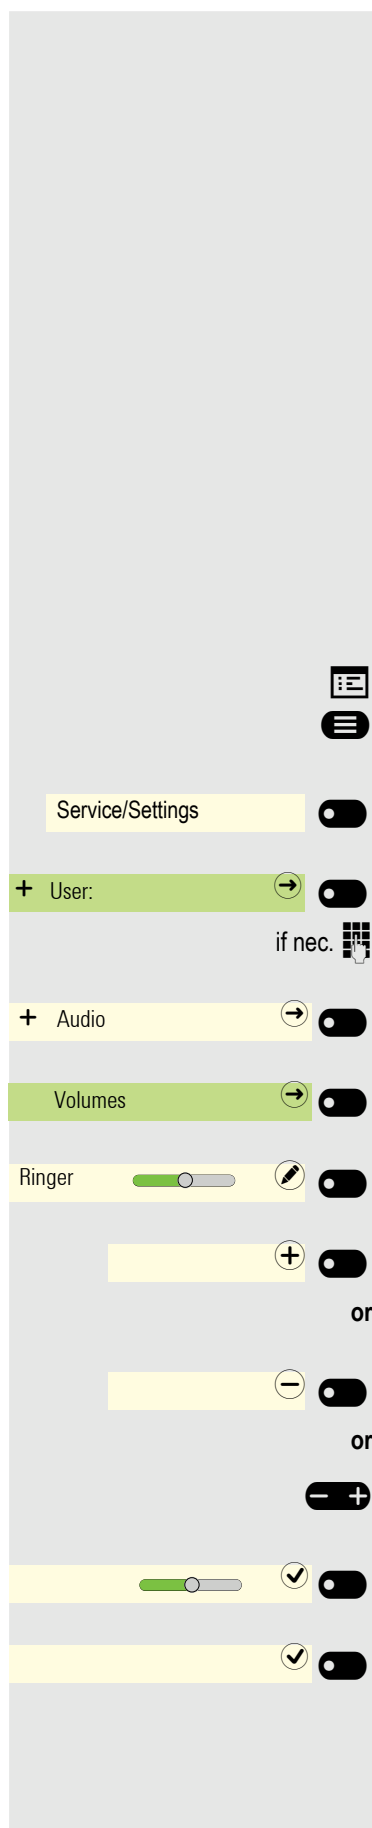 Service/Settings
+ User:
if nec.
+ Audio
Volumes
Ringer
or
or